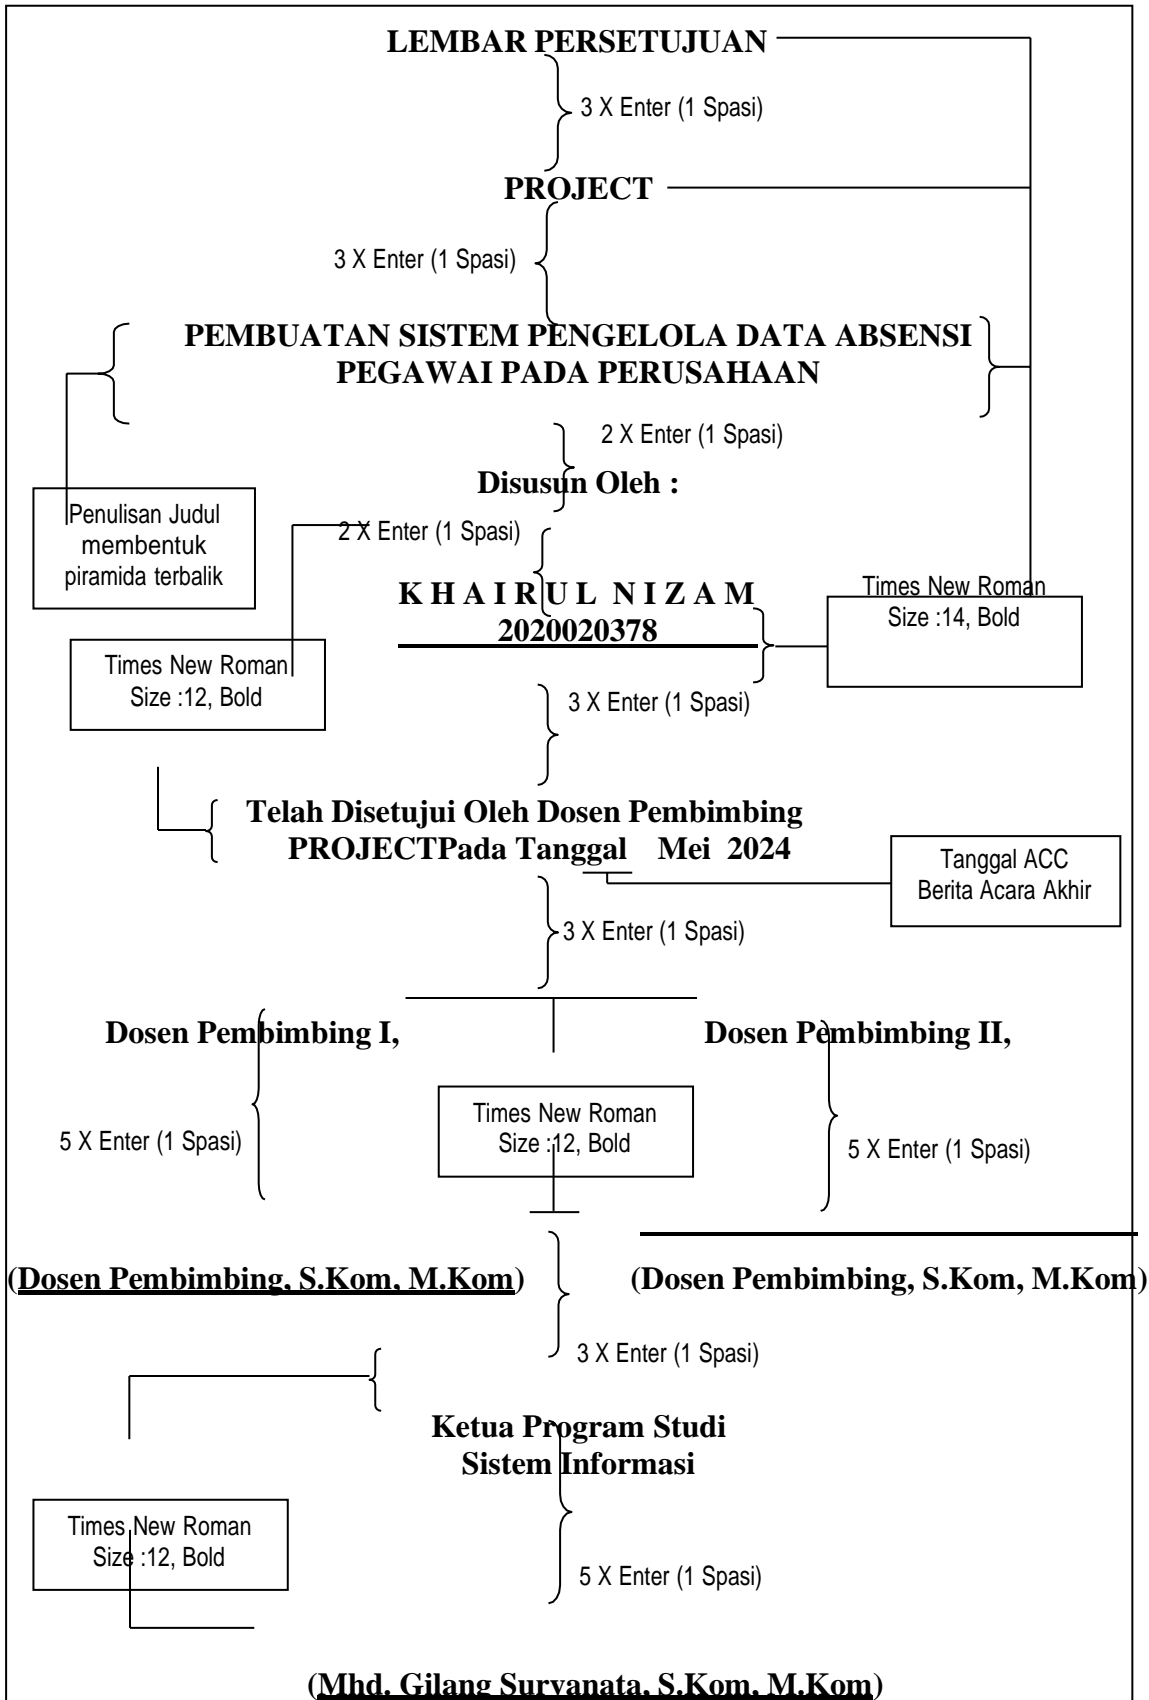 LEMBAR PERSETUJUAN
3 X Enter (1 Spasi)
PROJECT
3 X Enter (1 Spasi)
PEMBUATAN SISTEM PENGELOLA DATA ABSENSI
PEGAWAI PADA PERUSAHAAN
2 X Enter (1 Spasi)
Disusun Oleh :
Penulisan Judul
membentuk
piramida terbalik
2 X Enter (1 Spasi)
K H A I R U L  N I Z A M
2020020378
Times New Roman
Size :14, Bold
Times New Roman
Size :12, Bold
3 X Enter (1 Spasi)
Telah Disetujui Oleh Dosen Pembimbing
PROJECTPada Tanggal    Mei  2024
Tanggal ACC
Berita Acara Akhir
3 X Enter (1 Spasi)
Dosen Pembimbing I,
Dosen Pembimbing II,
Times New Roman
Size :12, Bold
5 X Enter (1 Spasi)
5 X Enter (1 Spasi)
(Dosen Pembimbing, S.Kom, M.Kom)
(Dosen Pembimbing, S.Kom, M.Kom)
3 X Enter (1 Spasi)
Ketua Program Studi
Sistem Informasi
Times New Roman
Size :12, Bold
5 X Enter (1 Spasi)
(Mhd. Gilang Suryanata, S.Kom, M.Kom)